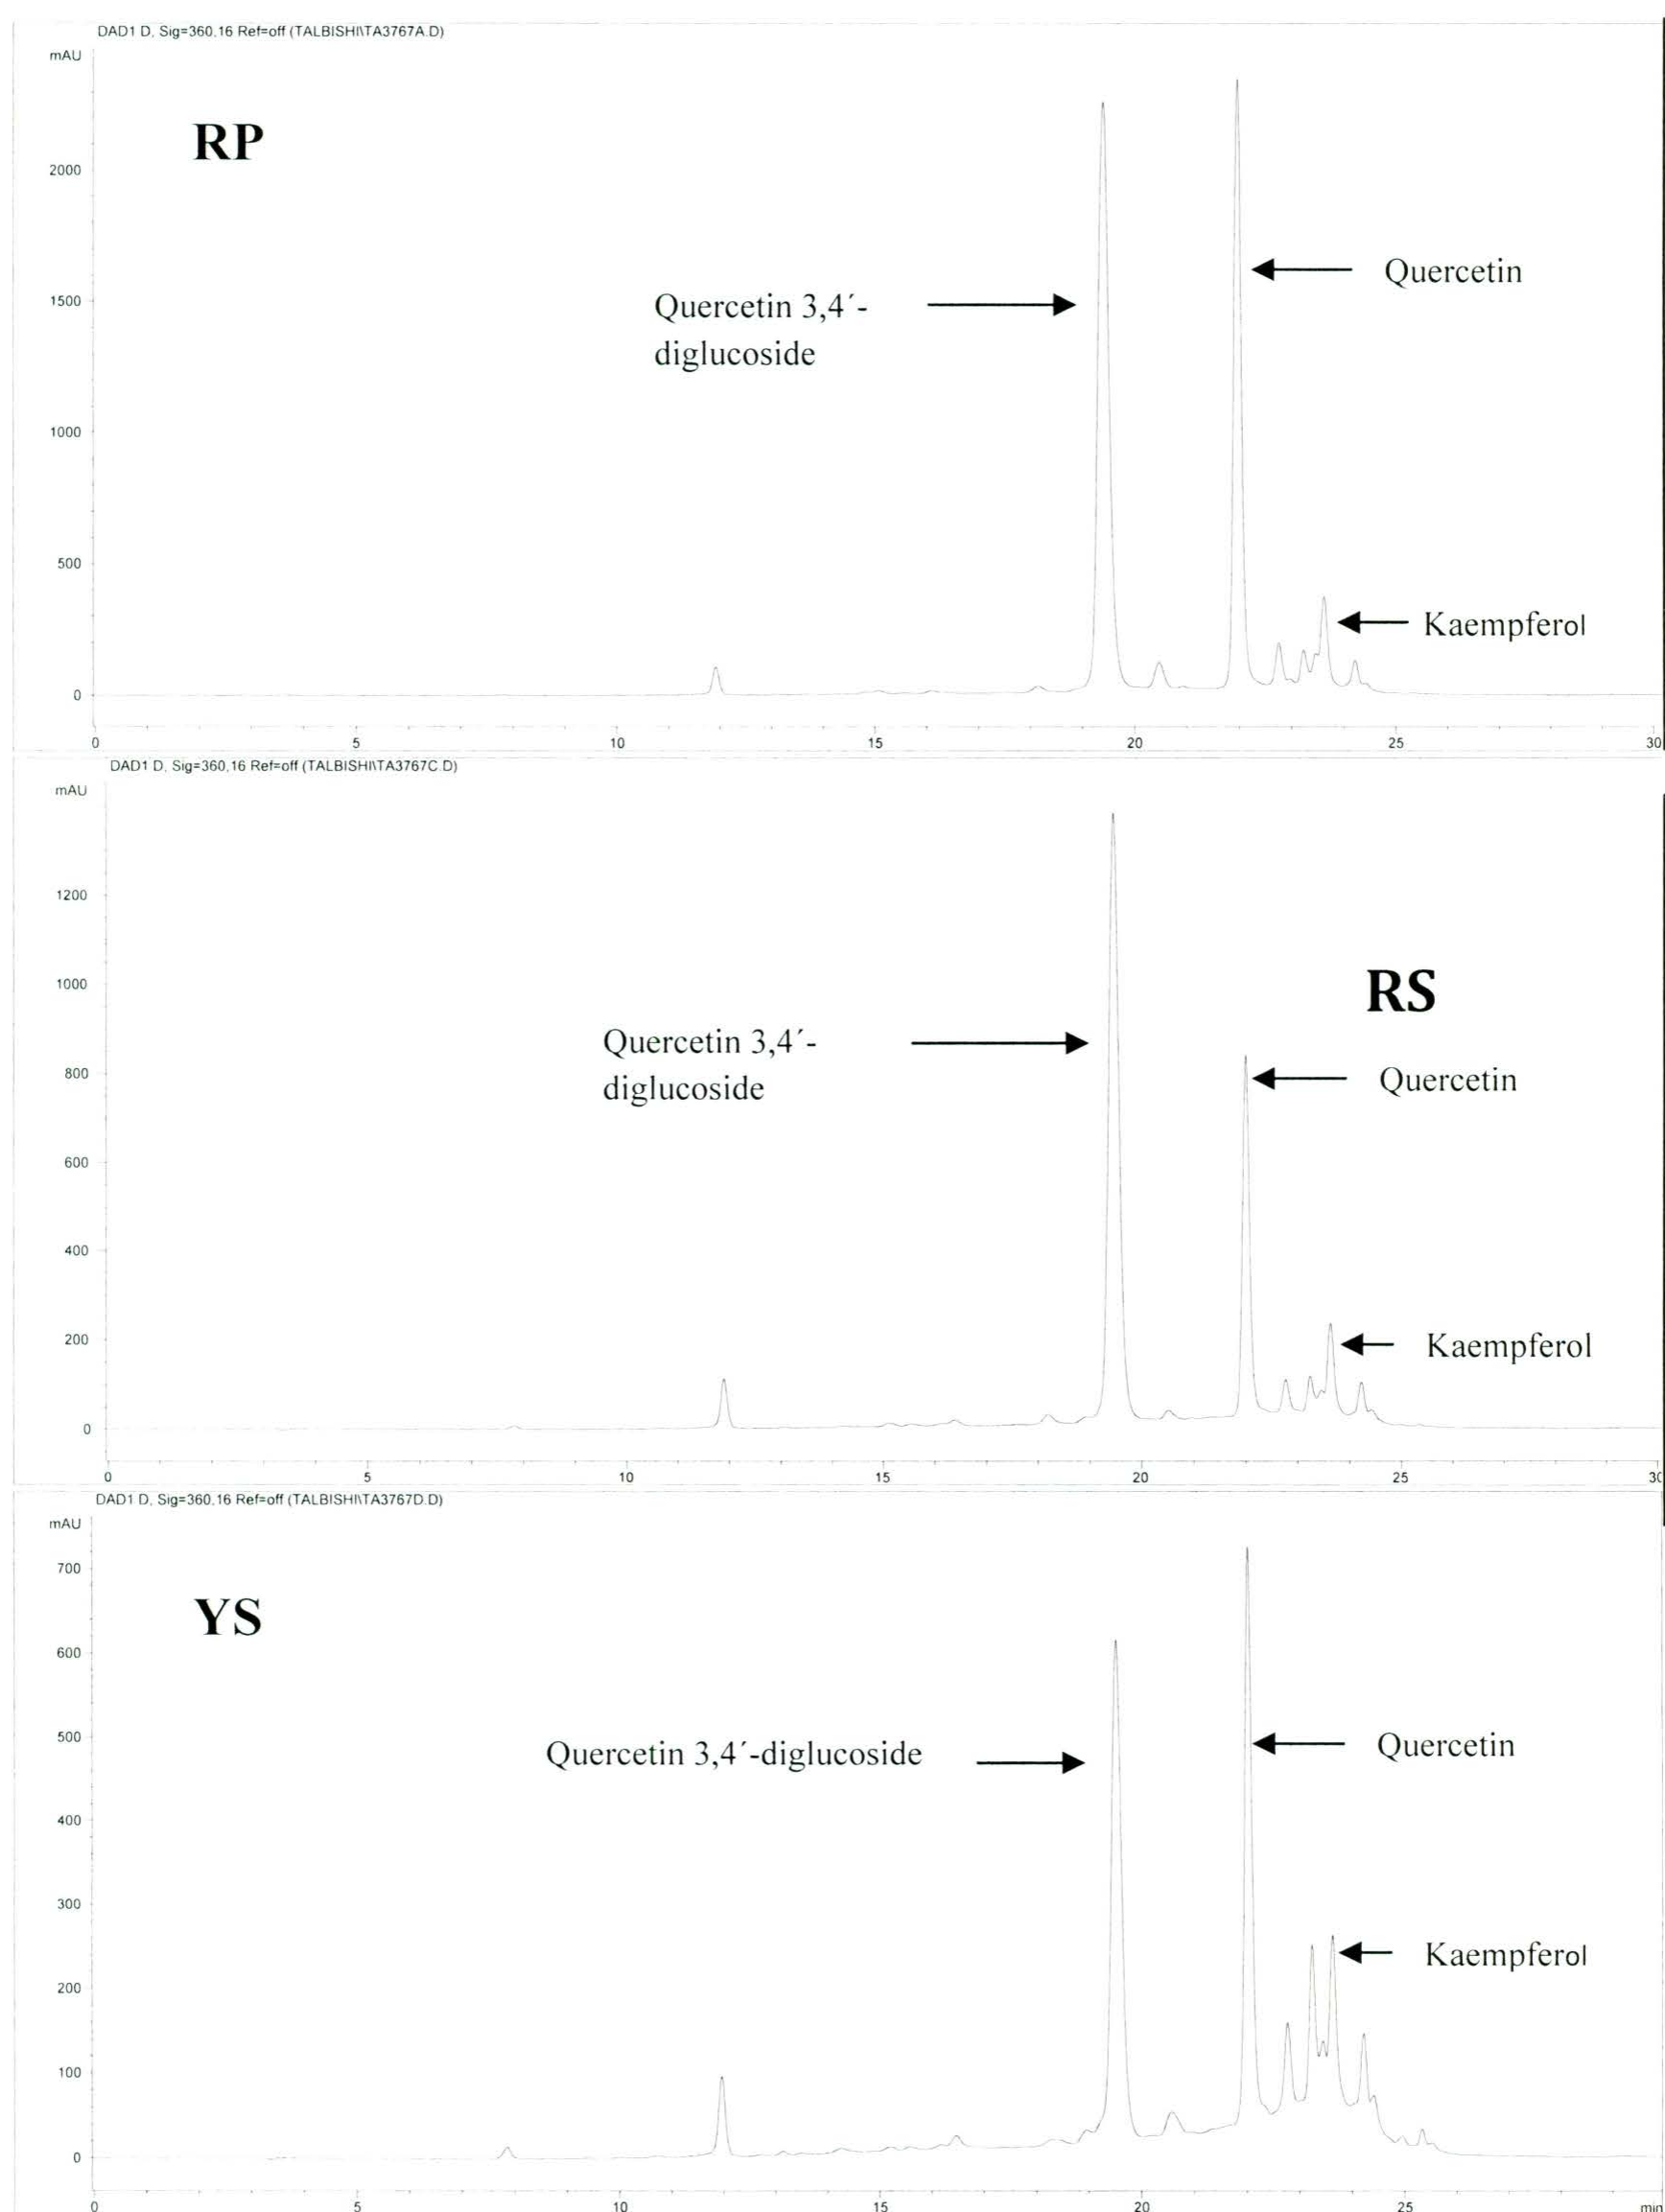 DAD1 D, Sig=360,16 Ref=off (TALBISHI\TA3767A.D)
mAU
RP
2000
Quercetin
1500
Quercetin 3,4´-
diglucoside
1000
500
Kaempferol
0
0 5 10 15 20 25 30
DAD1 D, Sig=360,16 Ref=off (TALBISHI\TA3767C.D)
mAU
1200
RS
1000
Quercetin 3,4´-
diglucoside
800
Quercetin
600
400
200
Kaempferol
0
0 5 10 15 20 25 30
DAD1 D, Sig=360,16 Ref=off (TALBISHI\TA3767D.D)
mAU
700
YS
600
500
Quercetin 3,4´-diglucoside
Quercetin
400
300
Kaempferol
200
100
0
0 5 10 15 20 25 min